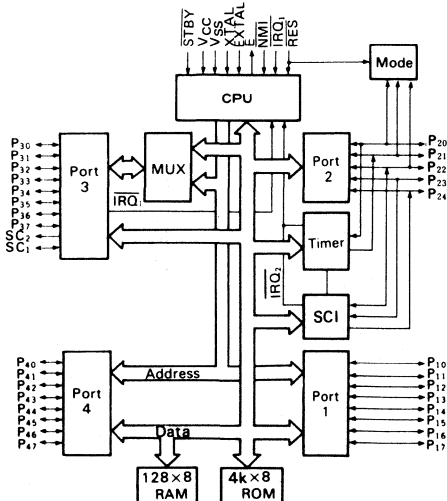 STBY
VCC
VSS
XTAL
EXTAL
E
NMI
IRQ1
RES
Mode
CPU
P30
P31
P32
P33
P34
P35
P36
P37
SC2
SC1
Port 3
MUX
IRQ1
Port 2
P20
P21
P22
P23
P24
Timer
IRQ2
SCI
P40
P41
P42
P43
P44
P45
P46
P47
Port 4
Address
Data
Port 1
P10
P11
P12
P13
P14
P15
P16
P17
128×8
RAM
4k×8
ROM